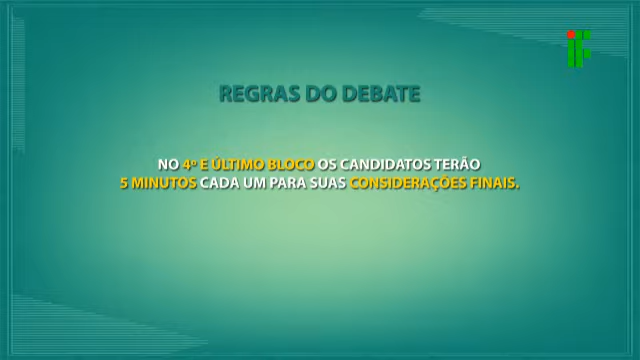 REGRAS DO DEBATE
NO 4º E ÚLTIMO BLOCO OS CANDIDATOS TERÃO
5 MINUTOS CADA UM PARA SUAS CONSIDERAÇÕES FINAIS.